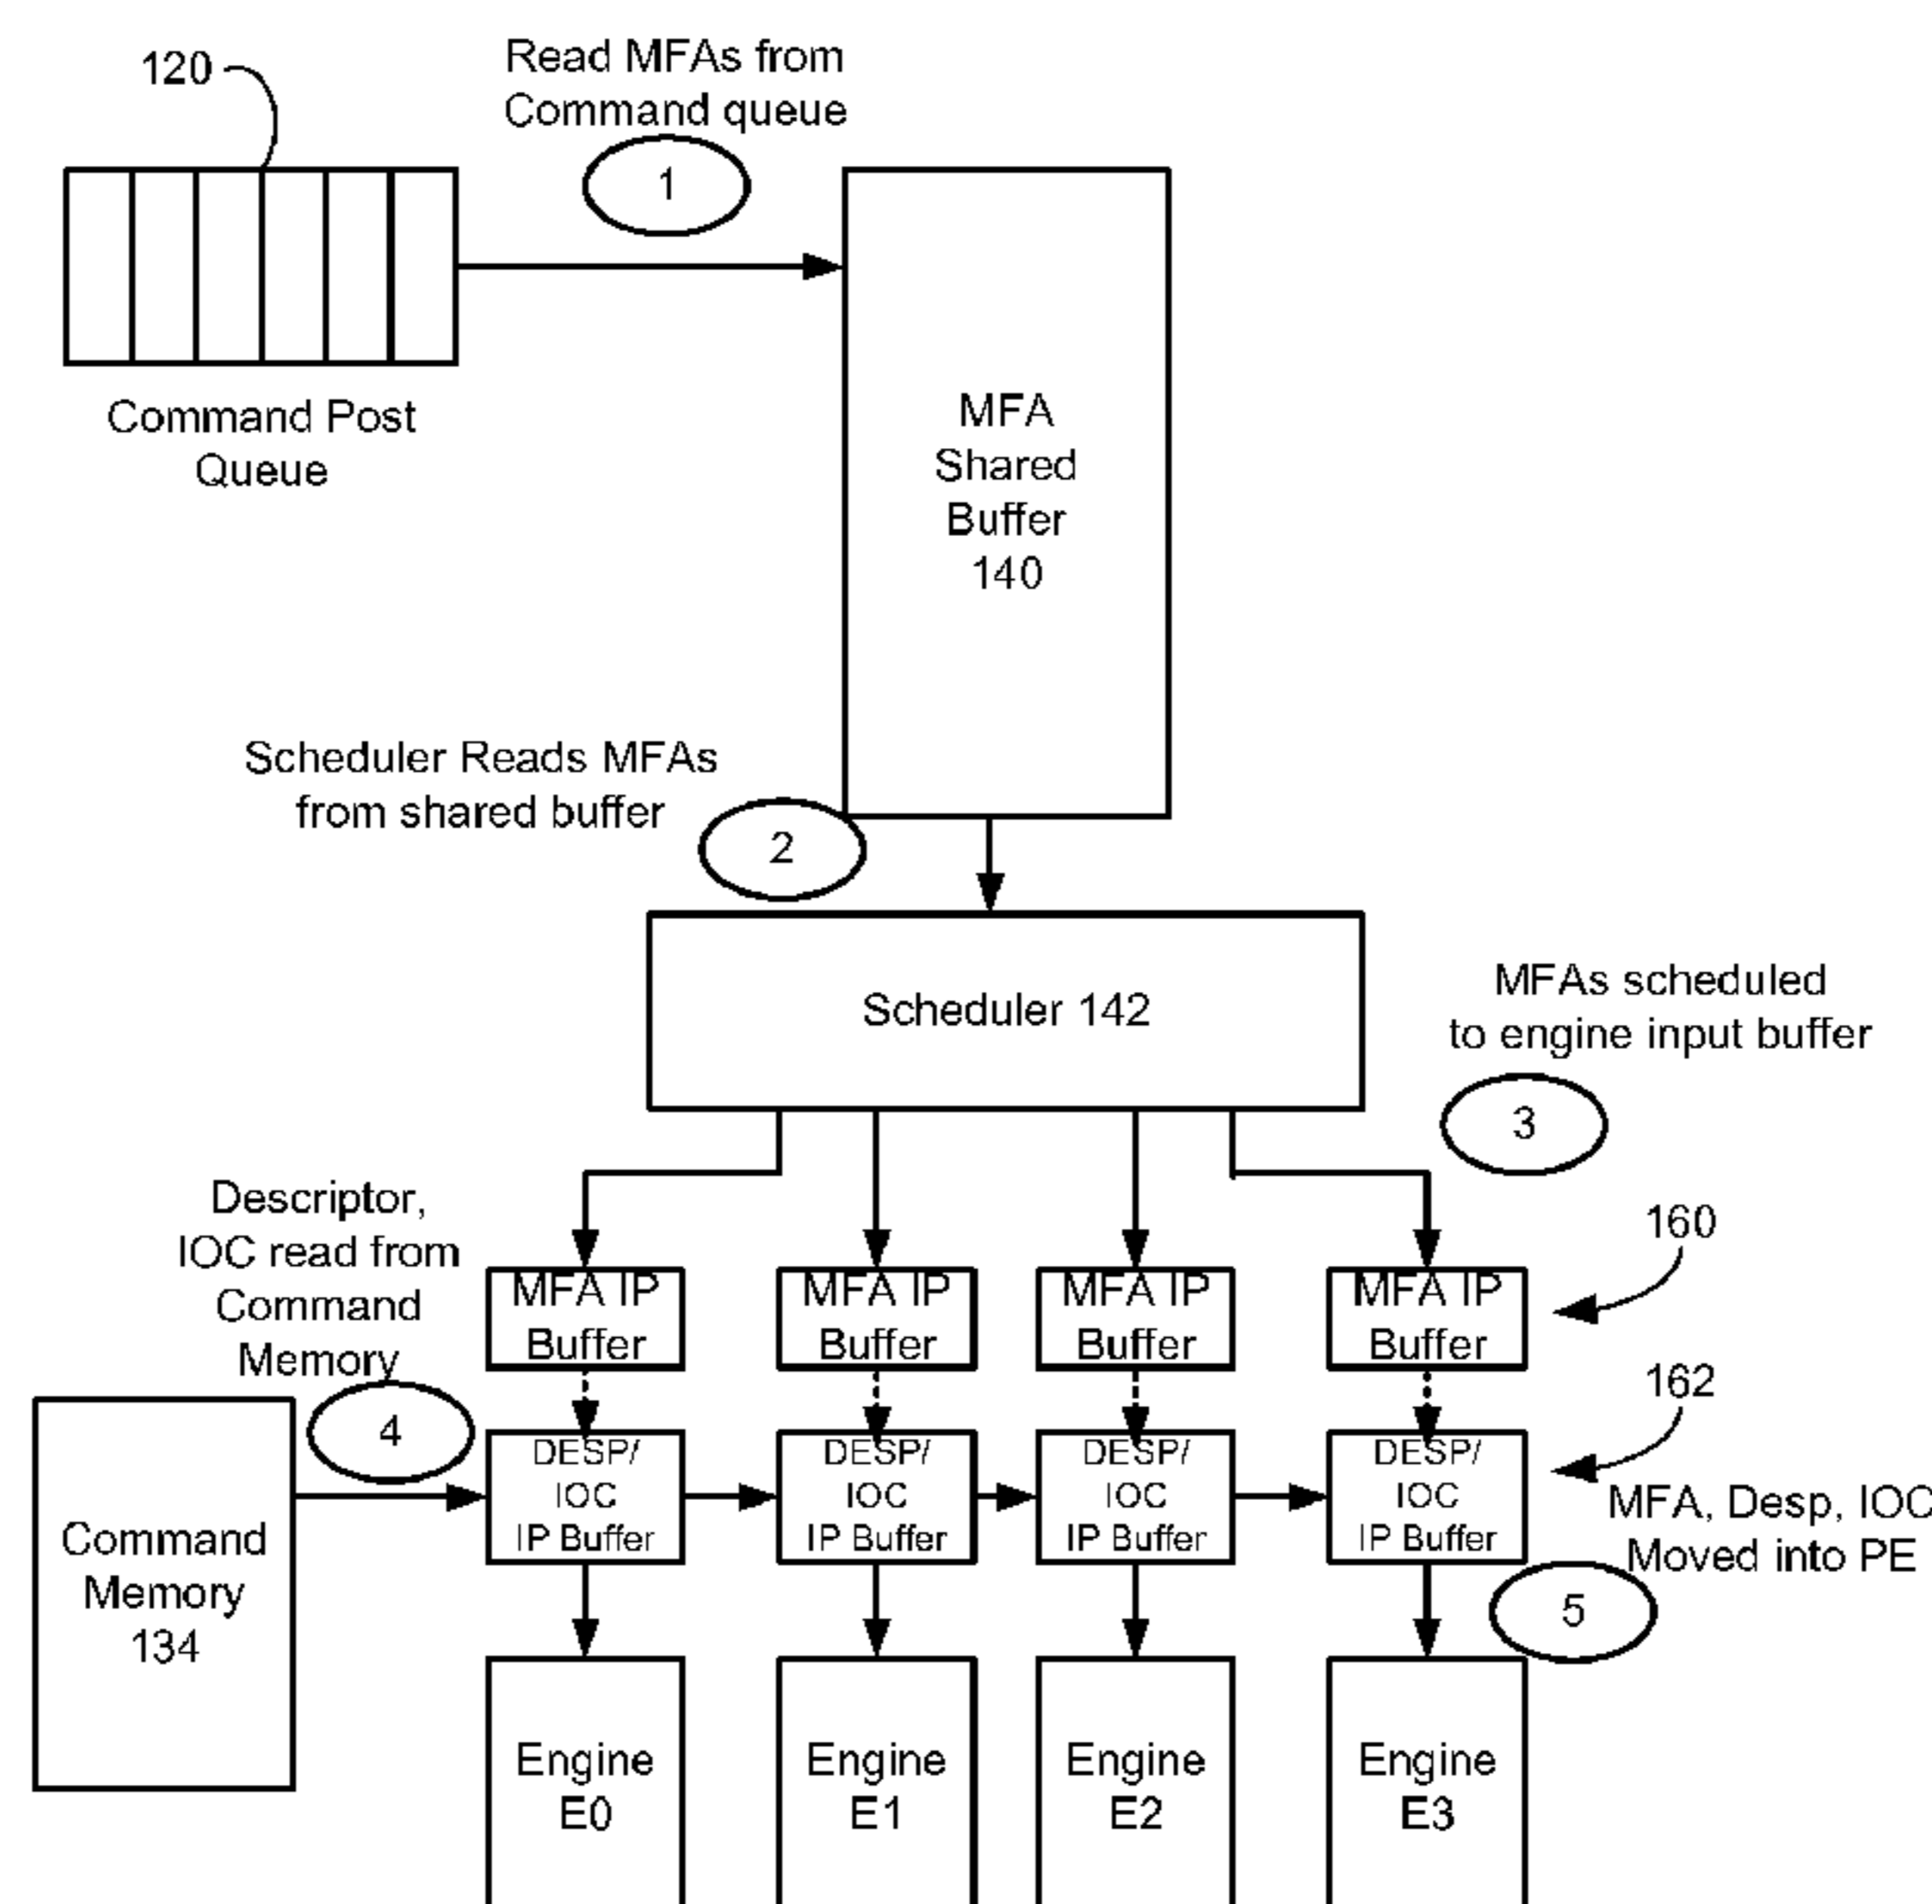 120
Read MFAs from
Command queue
1
Command Post
Queue
MFA
Shared
Buffer
140
Scheduler Reads MFAs
from shared buffer
2
Scheduler 142
MFAs scheduled
to engine input buffer
3
Descriptor,
IOC read from
Command
Memory
4
160
MFA IP
Buffer
MFA IP
Buffer
MFA IP
Buffer
MFA IP
Buffer
162
DESP/
IOC
IP Buffer
DESP/
IOC
IP Buffer
DESP/
IOC
IP Buffer
DESP/
IOC
IP Buffer
MFA, Desp, IOC
Moved into PE
5
Command
Memory
134
Engine
E0
Engine
E1
Engine
E2
Engine
E3